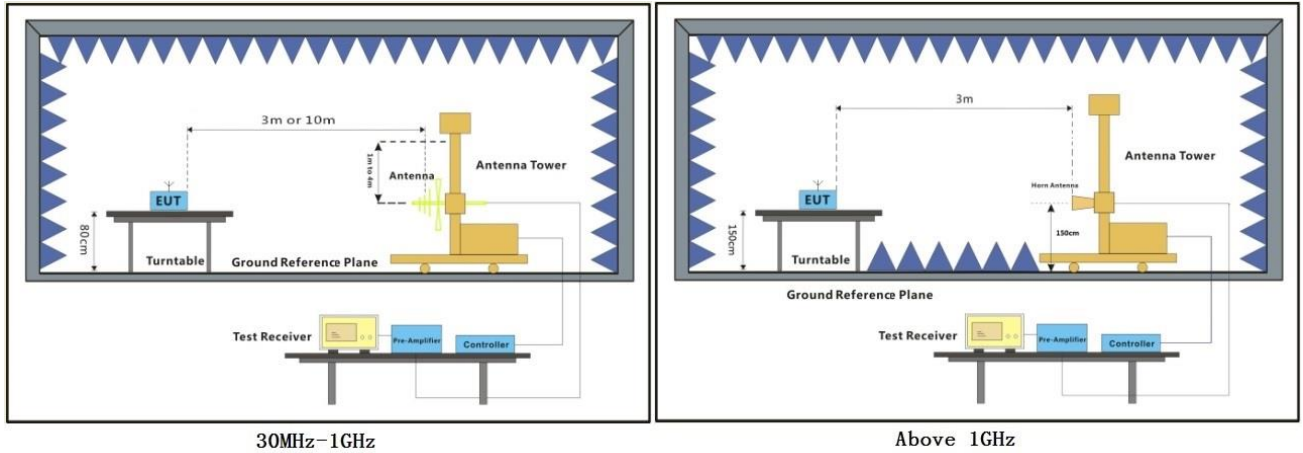 3m or 10m
1m to 4m
Antenna
Antenna Tower
EUT
80cm
Turntable
Ground Reference Plane
Test Receiver
Pre-Amplifier
Controller
30MHz-1GHz
3m
Antenna Tower
Horn Antenna
EUT
150cm
150cm
Turntable
Ground Reference Plane
Test Receiver
Pre-Amplifier
Controller
Above 1GHz